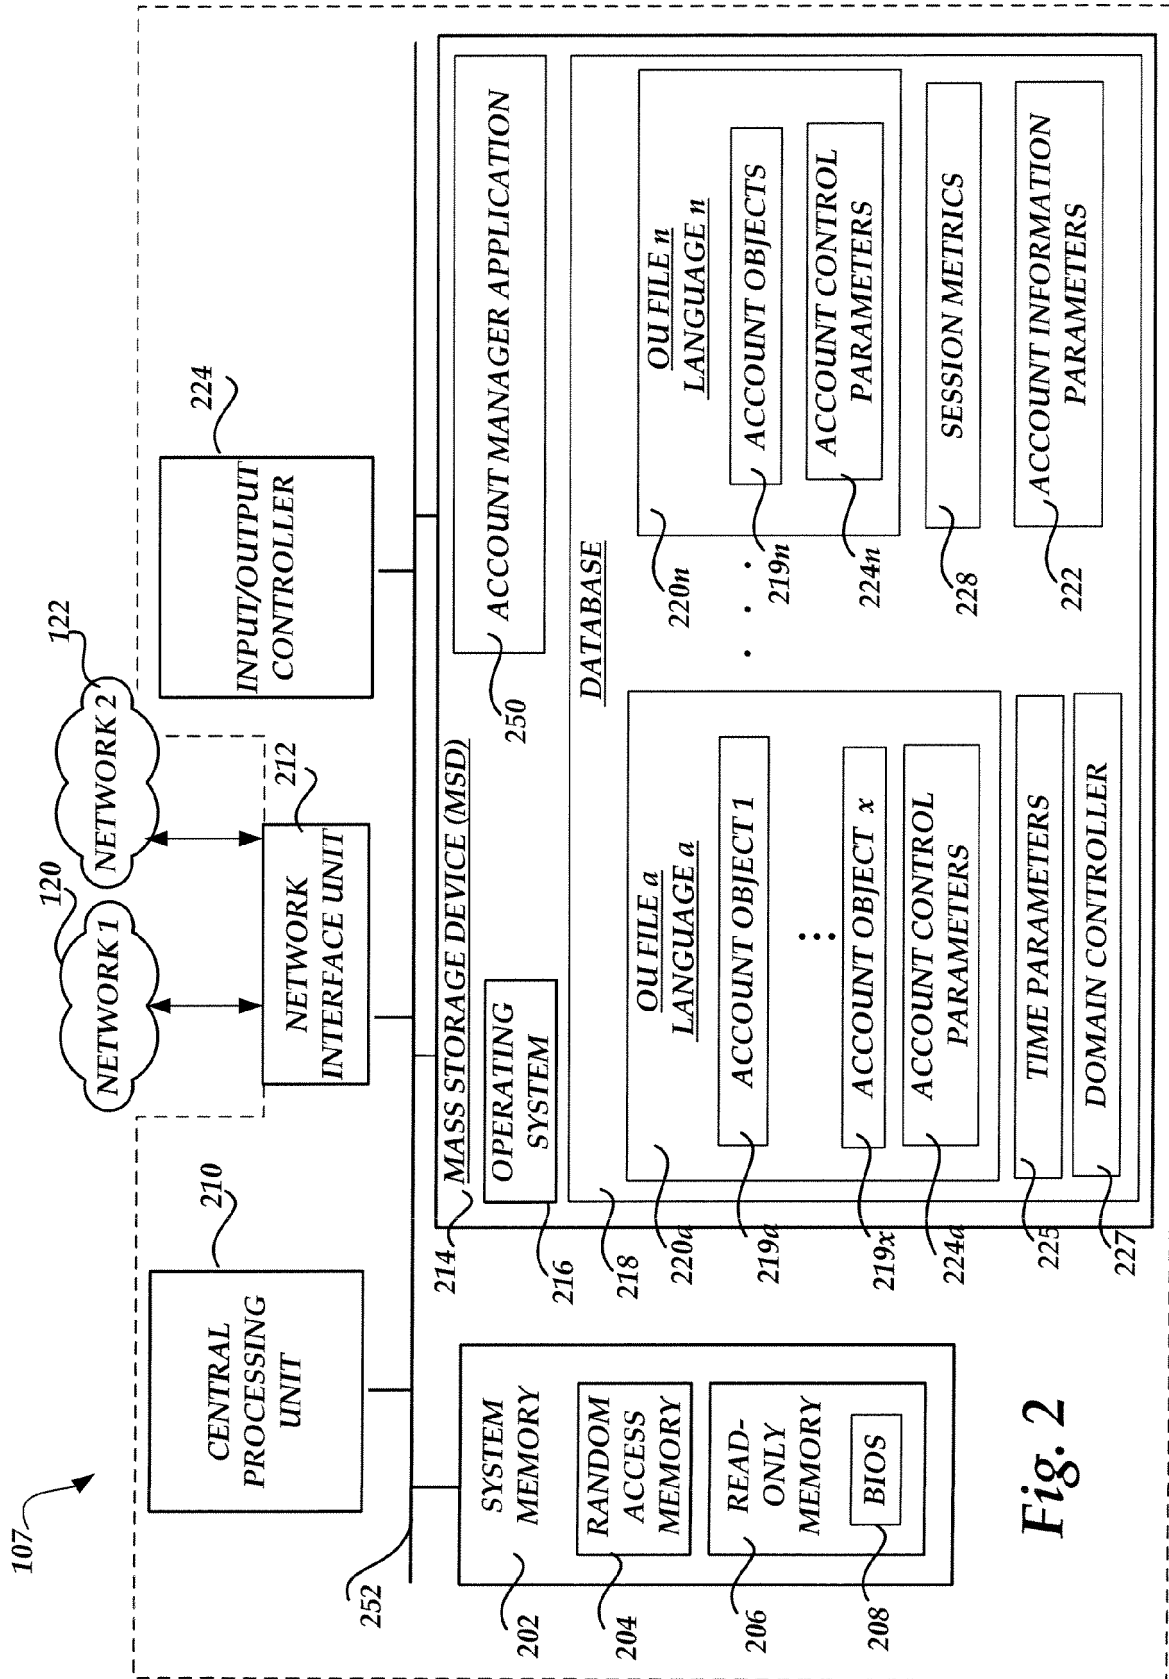 107
NETWORK 1
120
NETWORK 2
122
CENTRAL
PROCESSING
UNIT
210
NETWORK
INTERFACE UNIT
212
INPUT/OUTPUT
CONTROLLER
224
252
SYSTEM
MEMORY
202
RANDOM
ACCESS
MEMORY
204
READ-
ONLY
MEMORY
206
BIOS
208
MASS STORAGE DEVICE (MSD)
214
OPERATING
SYSTEM
216
ACCOUNT MANAGER APPLICATION
250
DATABASE
218
OU FILE a
LANGUAGE a
220a
ACCOUNT OBJECT 1
219a
ACCOUNT OBJECT x
219x
ACCOUNT CONTROL
PARAMETERS
224a
TIME PARAMETERS
225
DOMAIN CONTROLLER
227
. . .
OU FILE n
LANGUAGE n
220n
ACCOUNT OBJECTS
219n
ACCOUNT CONTROL
PARAMETERS
224n
SESSION METRICS
228
ACCOUNT INFORMATION
PARAMETERS
222
Fig. 2